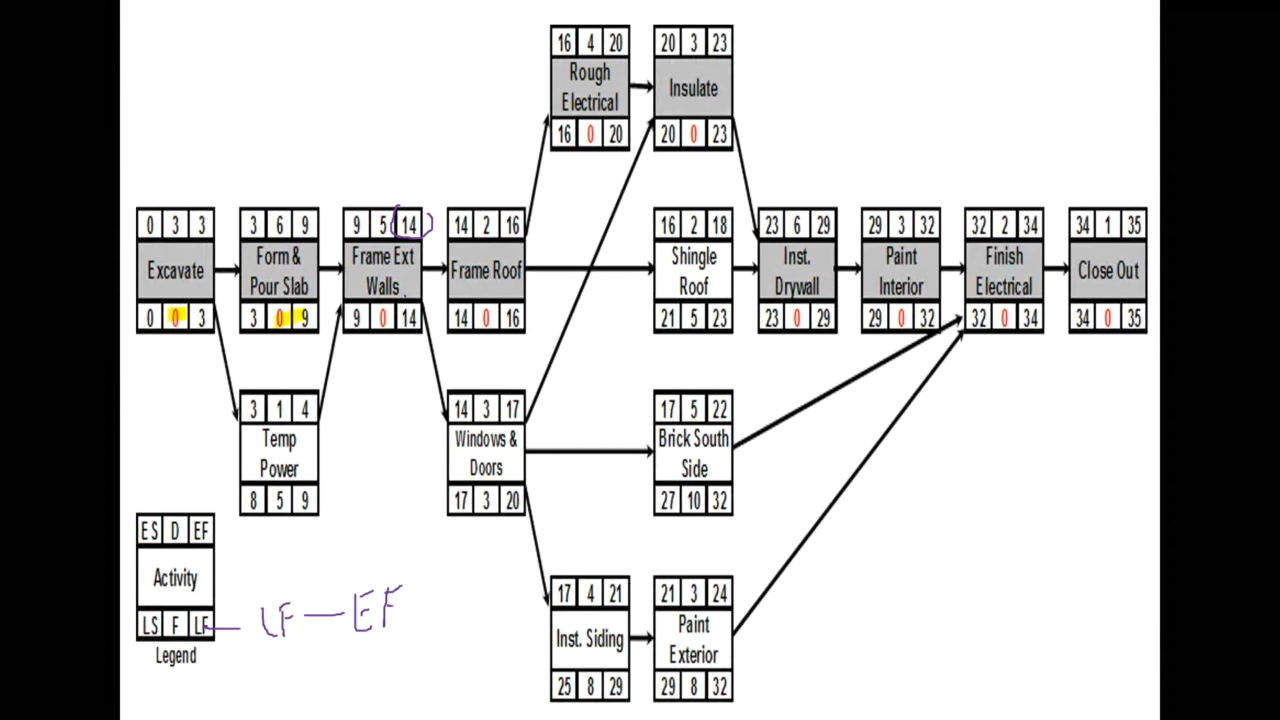 16 4 20
Rough
Electrical
16 0 20
20 3 23
Insulate
20 0 23
0 3 3
Excavate
0 0 3
3 6 9
Form &
Pour Slab
3 0 9
9 5 14
Frame Ext
Walls
9 0 14
14 2 16
Frame Roof
14 0 16
16 2 18
Shingle
Roof
21 5 23
23 6 29
Inst.
Drywall
23 0 29
29 3 32
Paint
Interior
29 0 32
32 2 34
Finish
Electrical
32 0 34
34 1 35
Close Out
34 0 35
3 1 4
Temp
Power
8 5 9
14 3 17
Windows &
Doors
17 3 20
17 5 22
Brick South
Side
27 10 32
17 4 21
Inst. Siding
25 8 29
21 3 24
Paint
Exterior
29 8 32
ES D EF
Activity
LS F LF
Legend
LF — EF